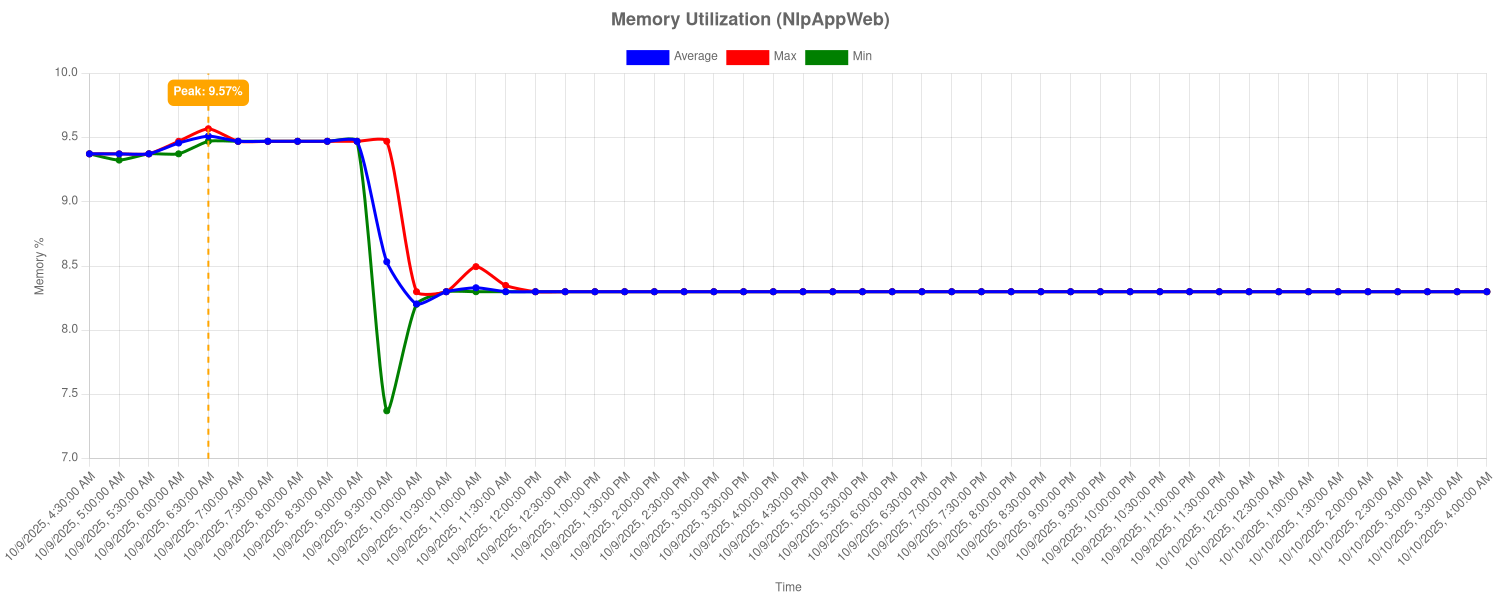 Memory Utilization (NlpAppWeb)
Average Max Min
10.0
Peak: 9.57%
9.5
9.0
8.5
8.0
7.5
7.0
Memory %
10/9/2025, 4:30:00 AM
10/9/2025, 5:00:00 AM
10/9/2025, 5:30:00 AM
10/9/2025, 6:00:00 AM
10/9/2025, 6:30:00 AM
10/9/2025, 7:00:00 AM
10/9/2025, 7:30:00 AM
10/9/2025, 8:00:00 AM
10/9/2025, 8:30:00 AM
10/9/2025, 9:00:00 AM
10/9/2025, 9:30:00 AM
10/9/2025, 10:00:00 AM
10/9/2025, 10:30:00 AM
10/9/2025, 11:00:00 AM
10/9/2025, 11:30:00 AM
10/9/2025, 12:00:00 PM
10/9/2025, 12:30:00 PM
10/9/2025, 1:00:00 PM
10/9/2025, 1:30:00 PM
10/9/2025, 2:00:00 PM
10/9/2025, 2:30:00 PM
10/9/2025, 3:00:00 PM
10/9/2025, 3:30:00 PM
10/9/2025, 4:00:00 PM
10/9/2025, 4:30:00 PM
10/9/2025, 5:00:00 PM
10/9/2025, 5:30:00 PM
10/9/2025, 6:00:00 PM
10/9/2025, 6:30:00 PM
10/9/2025, 7:00:00 PM
10/9/2025, 7:30:00 PM
10/9/2025, 8:00:00 PM
10/9/2025, 8:30:00 PM
10/9/2025, 9:00:00 PM
10/9/2025, 9:30:00 PM
10/9/2025, 10:00:00 PM
10/9/2025, 10:30:00 PM
10/9/2025, 11:00:00 PM
10/9/2025, 11:30:00 PM
10/10/2025, 12:00:00 AM
10/10/2025, 12:30:00 AM
10/10/2025, 1:00:00 AM
10/10/2025, 1:30:00 AM
10/10/2025, 2:00:00 AM
10/10/2025, 2:30:00 AM
10/10/2025, 3:00:00 AM
10/10/2025, 3:30:00 AM
10/10/2025, 4:00:00 AM
Time